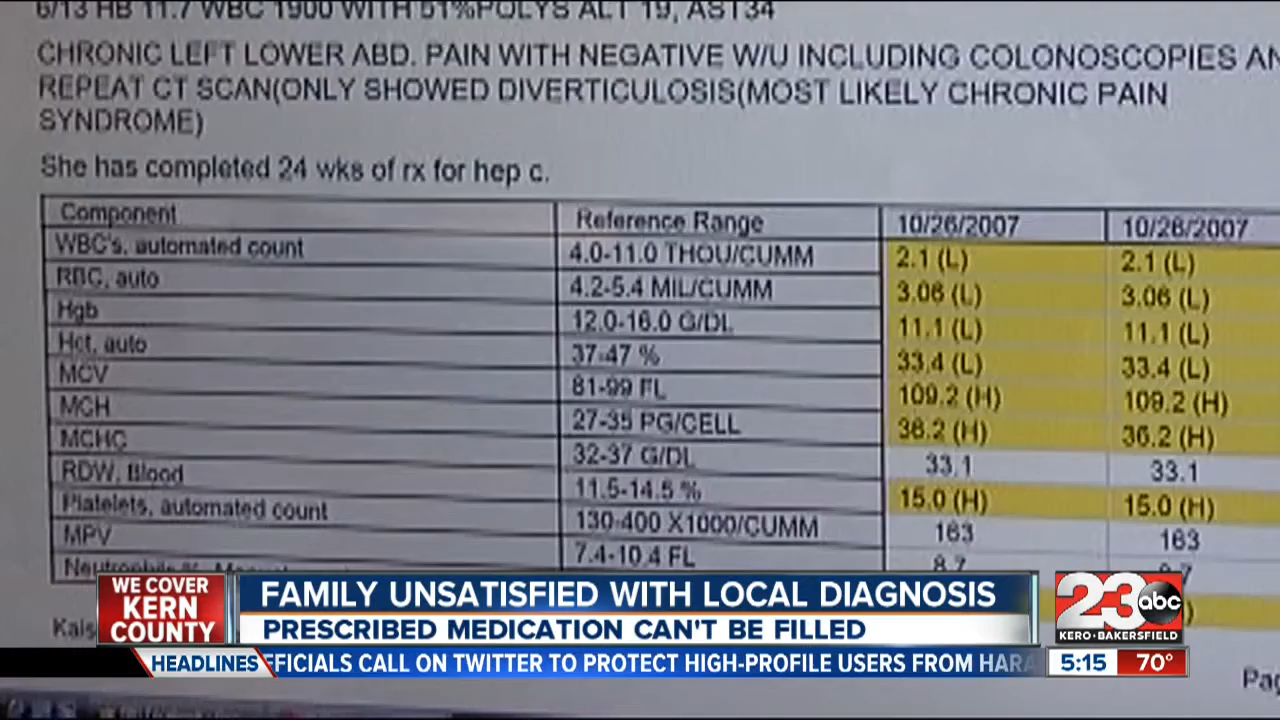 6/13 HB 11.7 WBC 1900 WITH 51%POLYS ALT 19, AST34
CHRONIC LEFT LOWER ABD. PAIN WITH NEGATIVE W/U INCLUDING COLONOSCOPIES AN
REPEAT CT SCAN(ONLY SHOWED DIVERTICULOSIS(MOST LIKELY CHRONIC PAIN
SYNDROME)
She has completed 24 wks of rx for hep c.
Component Reference Range 10/26/2007 10/26/2007
WBC's, automated count 4.0-11.0 THOU/CUMM 2.1 (L) 2.1 (L)
RBC, auto 4.2-5.4 MIL/CUMM 3.06 (L) 3.06 (L)
Hgb 12.0-16.0 G/DL 11.1 (L) 11.1 (L)
Hct, auto 37-47 % 33.4 (L) 33.4 (L)
MCV 81-99 FL 109.2 (H) 109.2 (H)
MCH 27-35 PG/CELL 36.2 (H) 36.2 (H)
MCHC 32-37 G/DL 33.1 33.1
RDW, Blood 11.5-14.5 % 15.0 (H) 15.0 (H)
Platelets, automated count 130-400 X1000/CUMM 163 163
MPV 7.4-10.4 FL 8.7
WE COVER
KERN
COUNTY
FAMILY UNSATISFIED WITH LOCAL DIAGNOSIS
PRESCRIBED MEDICATION CAN'T BE FILLED
23 abc
KERO·BAKERSFIELD
HEADLINES FFICIALS CALL ON TWITTER TO PROTECT HIGH-PROFILE USERS FROM HARA
5:15 70°